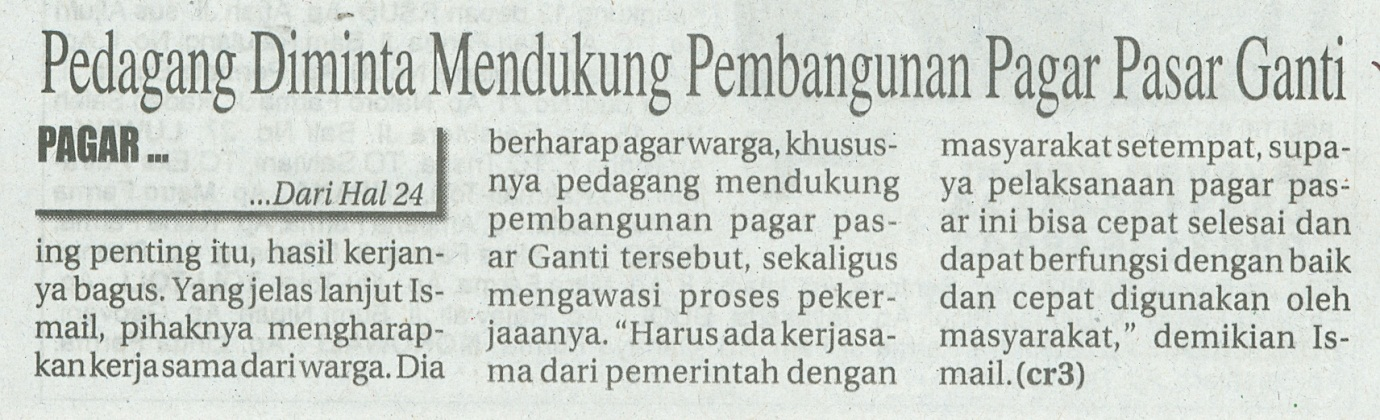 Pedagang Diminta Mendukung Pembangunan Pagar Pasar Ganti
PAGAR ...
...Dari Hal 24
ing penting itu, hasil kerjan-
ya bagus. Yang jelas lanjut Is-
mail, pihaknya mengharap-
kan kerja sama dari warga. Dia
berharap agar warga, khusus-
nya pedagang mendukung
pembangunan pagar pas-
ar Ganti tersebut, sekaligus
mengawasi proses peker-
jaaanya. “Harus ada kerjasa-
ma dari pemerintah dengan
masyarakat setempat, supa-
ya pelaksanaan pagar pas-
ar ini bisa cepat selesai dan
dapat berfungsi dengan baik
dan cepat digunakan oleh
masyarakat,” demikian Is-
mail. (cr3)